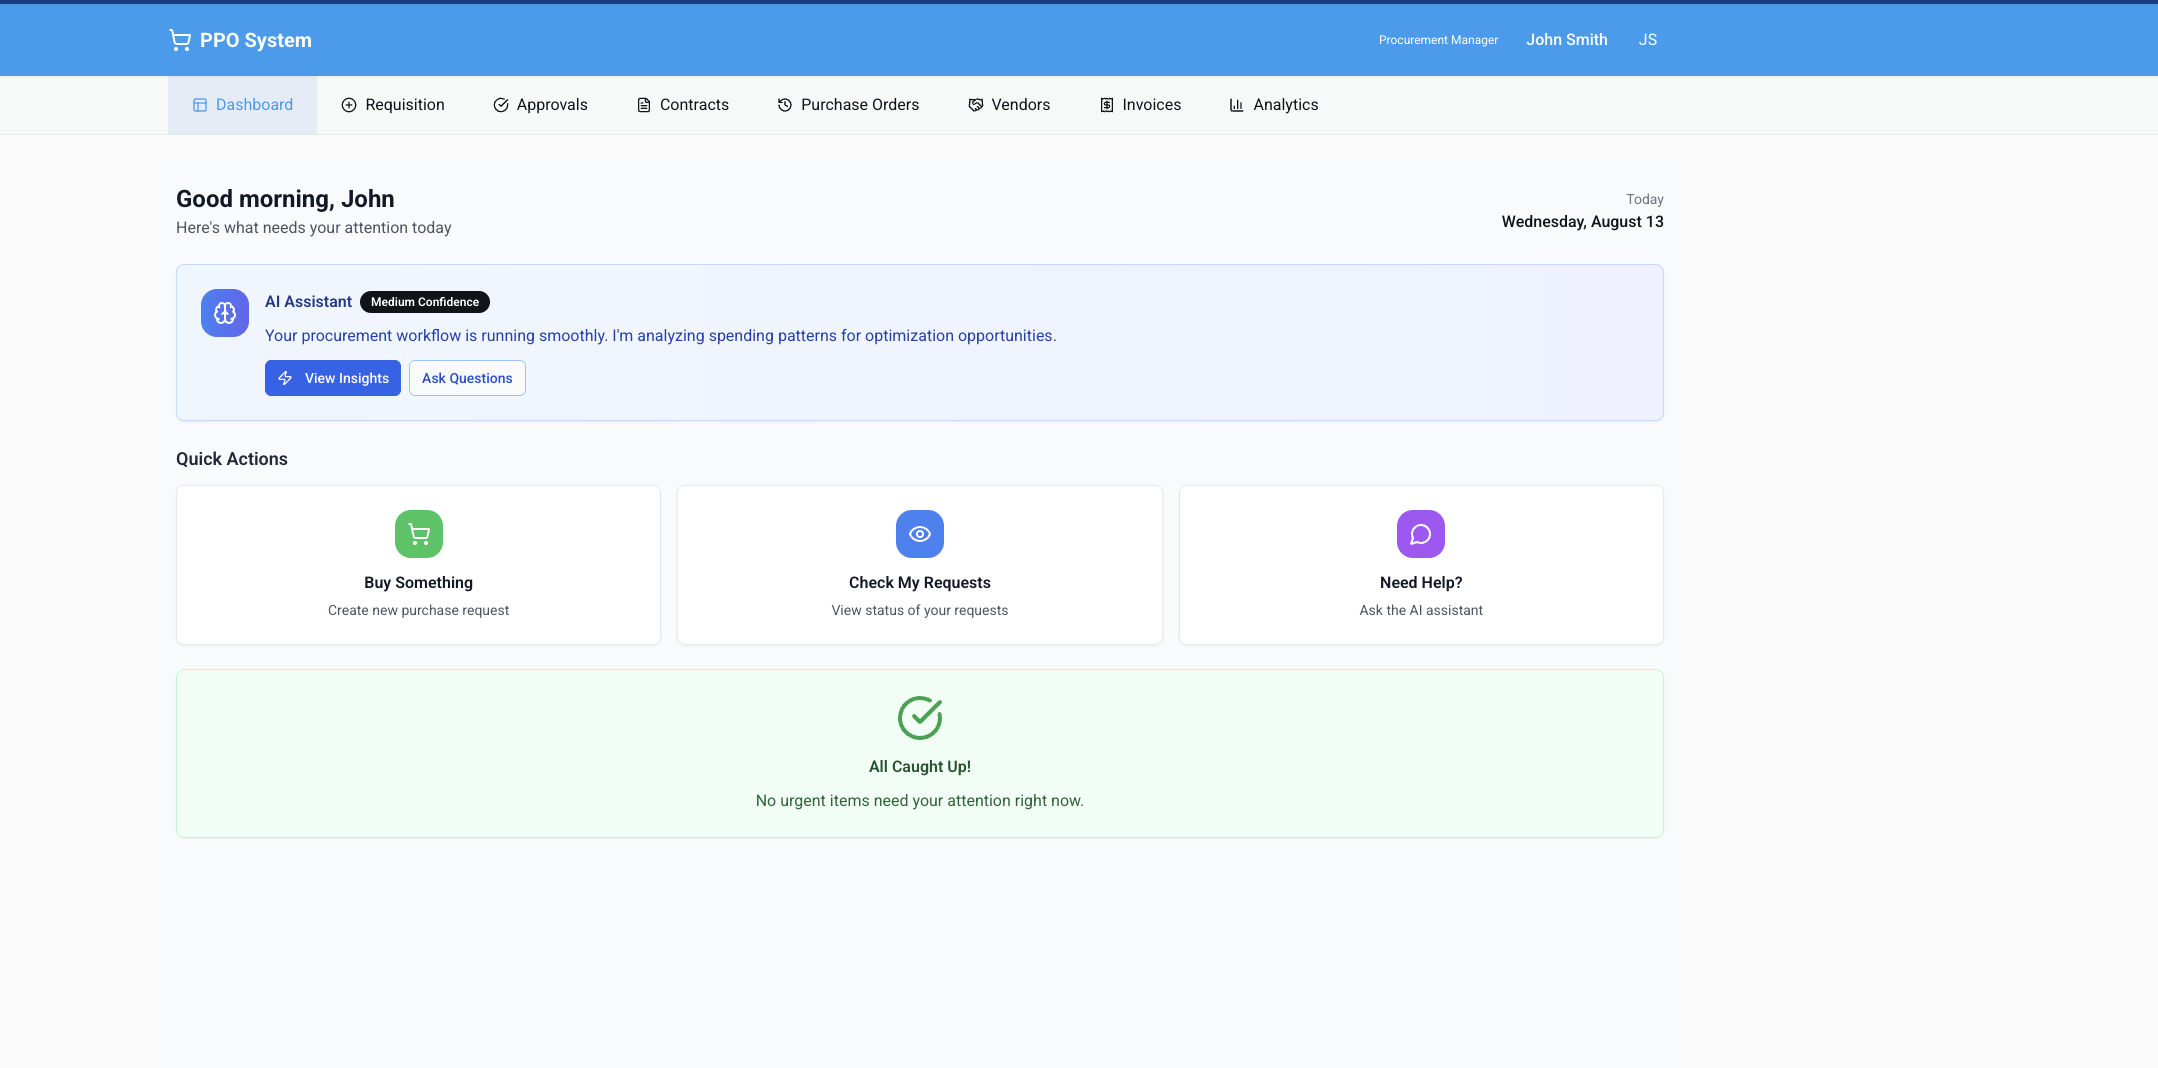 PPO System
Procurement Manager
John Smith
JS
Dashboard
Requisition
Approvals
Contracts
Purchase Orders
Vendors
Invoices
Analytics
Good morning, John
Here's what needs your attention today
Today
Wednesday, August 13
AI Assistant
Medium Confidence
Your procurement workflow is running smoothly. I'm analyzing spending patterns for optimization opportunities.
View Insights
Ask Questions
Quick Actions
Buy Something
Create new purchase request
Check My Requests
View status of your requests
Need Help?
Ask the AI assistant
All Caught Up!
No urgent items need your attention right now.